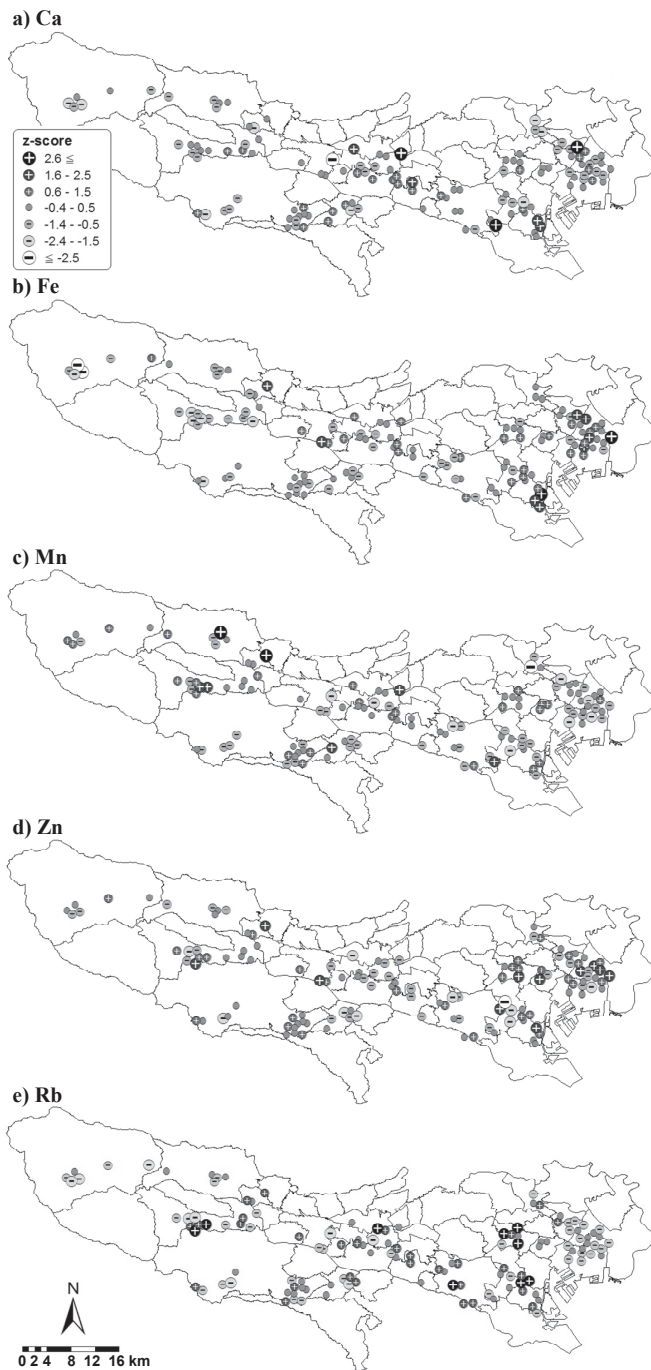 a) Ca
z-score
2.6 ≦
1.6 - 2.5
0.6 - 1.5
-0.4 - 0.5
-1.4 - -0.5
-2.4 - -1.5
≦ -2.5
b) Fe
c) Mn
d) Zn
e) Rb
N
0 2 4 8 12 16 km